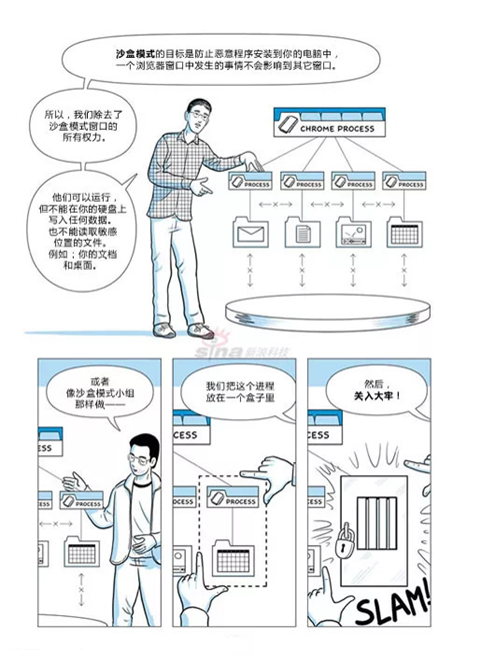 沙盒模式的目标是防止恶意程序安装到你的电脑中，
一个浏览器窗口中发生的事情不会影响到其它窗口。
所以，我们除去了
沙盒模式窗口的
所有权力。
CHROME PROCESS
他们可以运行，
但不能在你的硬盘上
写入任何数据。
也不能读取敏感
位置的文件。
例如；你的文档
和桌面。
PROCESS
PROCESS
PROCESS
PROCESS
sina新浪科技
或者
像沙盒模式小组
那样做——
CESS
PROCESS
我们把这个进程
放在一个盒子里
CESS
PROCESS
然后，
关入大牢！
CESS
SLAM!